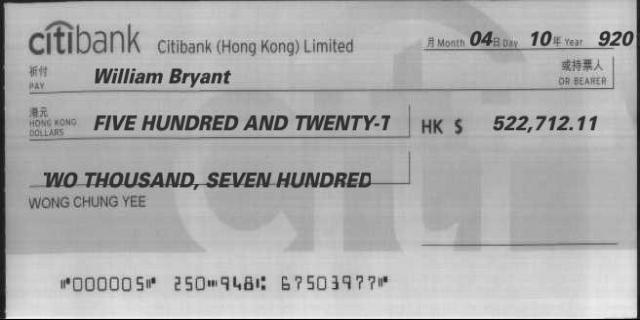 citibank Citibank (Hong Kong) Limited
月 Month 04 日 Day 10 年 Year 920
祈付 William Bryant 或持票人
PAY OR BEARER
港元
HONG KONG DOLLARS FIVE HUNDRED AND TWENTY-T HK $ 522,712.11
WO THOUSAND, SEVEN HUNDRED
WONG CHUNG YEE
⑈000005⑈ 250⑉948⑆ 67503977⑈